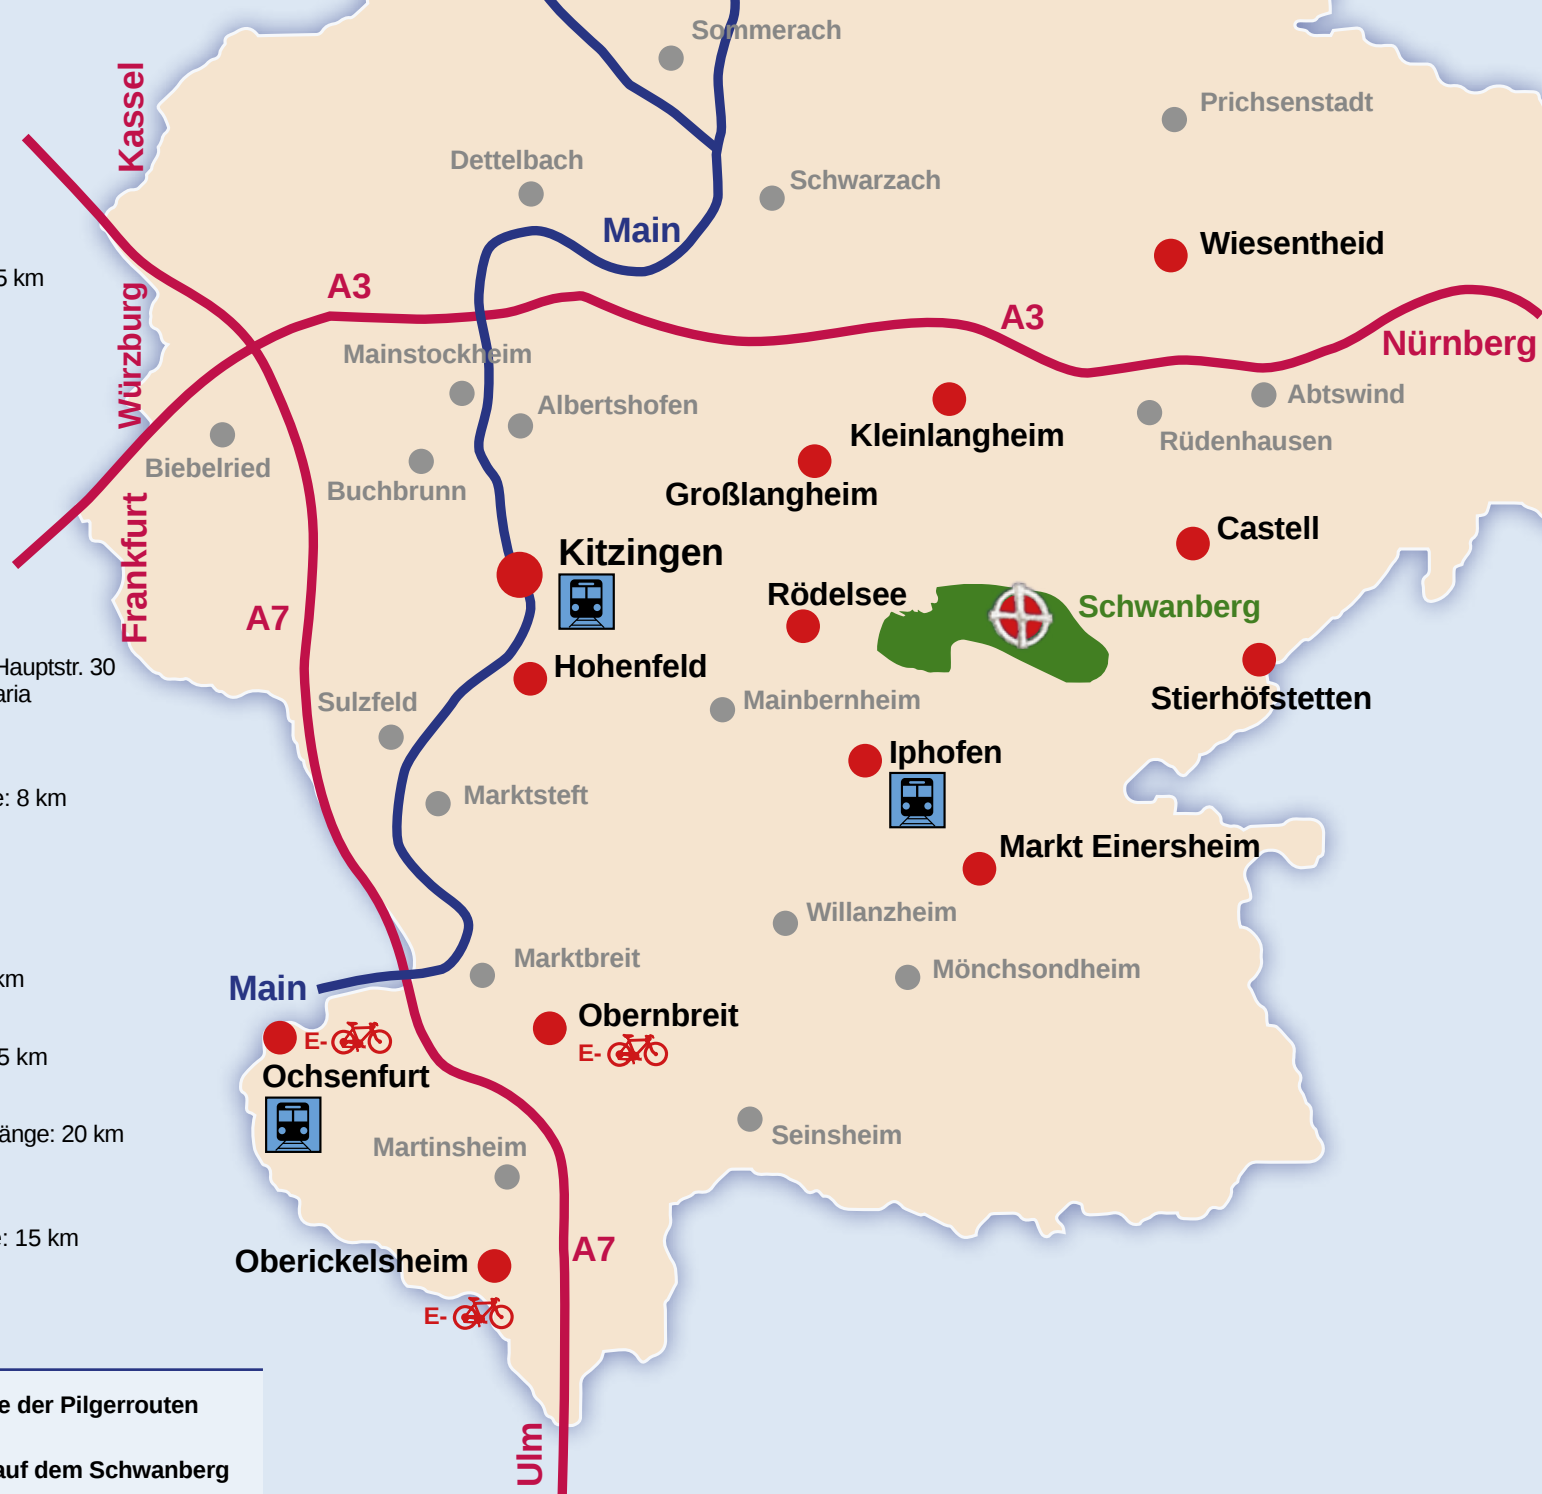 Sommerach
Kassel
Prichsenstadt
Dettelbach
Schwarzach
Main
Wiesentheid
5 km
A3
A3
Würzburg
Nürnberg
Mainstockheim
Albertshofen
Abtswind
Kleinlangheim
Rüdenhausen
Biebelried
Buchbrunn
Großlangheim
Frankfurt
Castell
Kitzingen
Rödelsee
Schwanberg
A7
Hauptstr. 30
aria
Hohenfeld
Sulzfeld
Mainbernheim
Stierhöfstetten
Iphofen
e: 8 km
Marktsteft
Markt Einersheim
Willanzheim
Marktbreit
Mönchsondheim
km
Main
Obernbreit
E-
E-
5 km
Ochsenfurt
änge: 20 km
Martinsheim
Seinsheim
e: 15 km
Oberickelsheim
A7
E-
e der Pilgerrouten
Ulm
auf dem Schwanberg